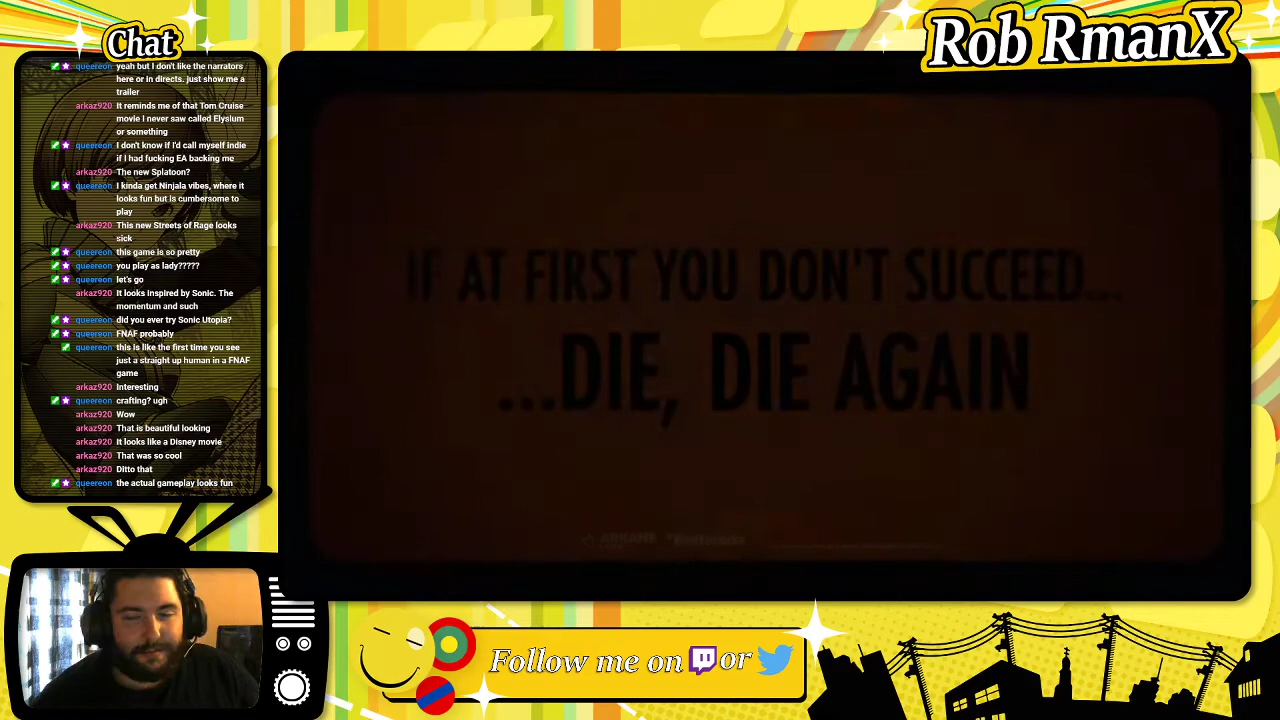 Chat
Rob RmanX
queereon yeah but I don't like the narrators
here or in directs, just show me a
trailer
arkaz920 It reminds me of that Tom Cruise
movie I never saw called Elysium
or something
queereon I don't know if I'd call myself indie
if I had fucking EA backing me
arkaz920 The new Splatoon?
queereon I kinda get Ninjala vibes, where it
looks fun but is cumbersome to
play
arkaz920 This new Streets of Rage looks
sick
queereon this game is so pretty
queereon you play as lady?????
queereon let's go
arkaz920 It looks inspired by Sonic. The
momentum and such
queereon did you ever try Sonic Utopia?
queereon FNAF probably
queereon this is like the first time you see
just a straight up human in a FNAF
game
arkaz920 Interesting
queereon crafting? ugh
arkaz920 Wow
arkaz920 That is beautiful looking
arkaz920 It looks like a Disney movie
arkaz920 That was so cool
arkaz920 Ditto that
queereon the actual gameplay looks fun
IF AT FIRST YOU DON'T SUCCEED
...DIE, DIE AGAIN
ARKANE Bethesda
Follow me on or